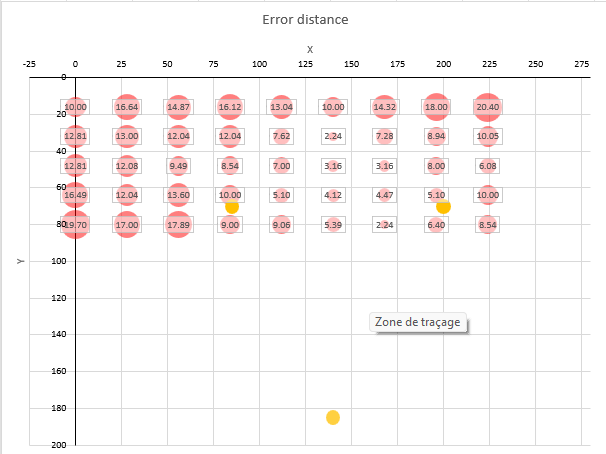 Error distance
X
-25 0 25 50 75 100 125 150 175 200 225 250 275
0
10.00 16.64 14.87 16.12 13.04 10.00 14.32 18.00 20.40
20
12.81 13.00 12.04 12.04 7.62 2.24 7.28 8.94 10.05
40
12.81 12.08 9.49 8.54 7.00 3.16 3.16 8.00 6.08
60
16.49 12.04 13.60 10.00 5.10 4.12 4.47 5.10 10.00
80
19.70 17.00 17.89 9.00 9.06 5.39 2.24 6.40 8.54
Y
100
120
Zone de traçage
140
160
180
200